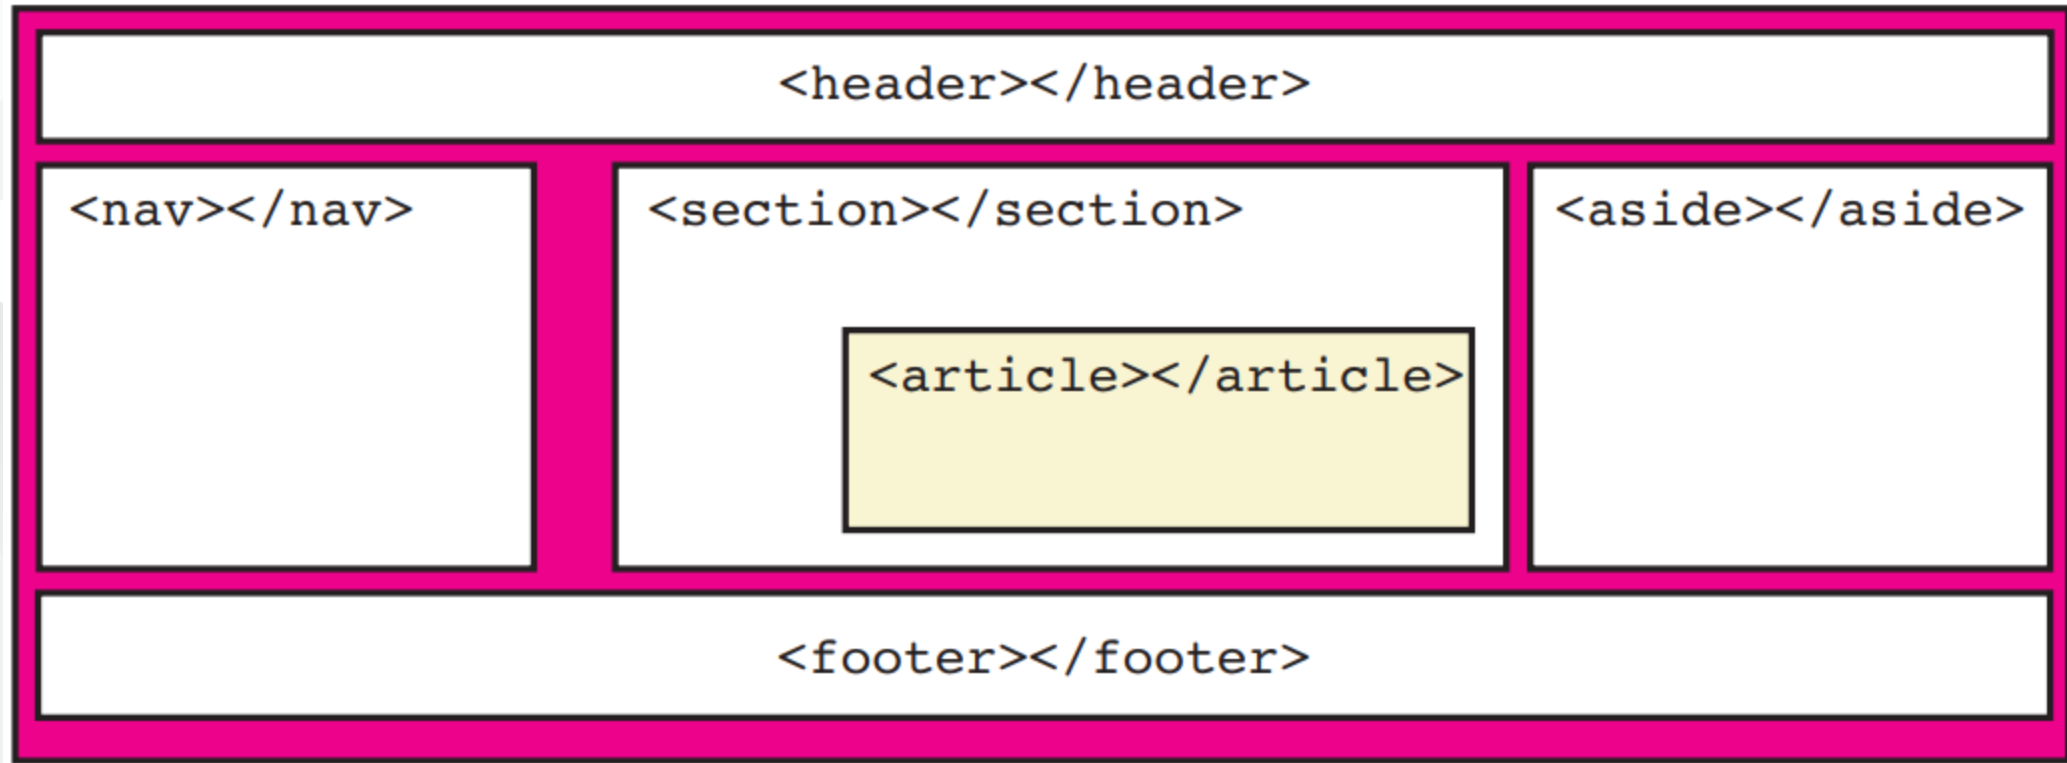 <header></header>
<nav></nav>
<section></section>
<aside></aside>
<article></article>
<footer></footer>